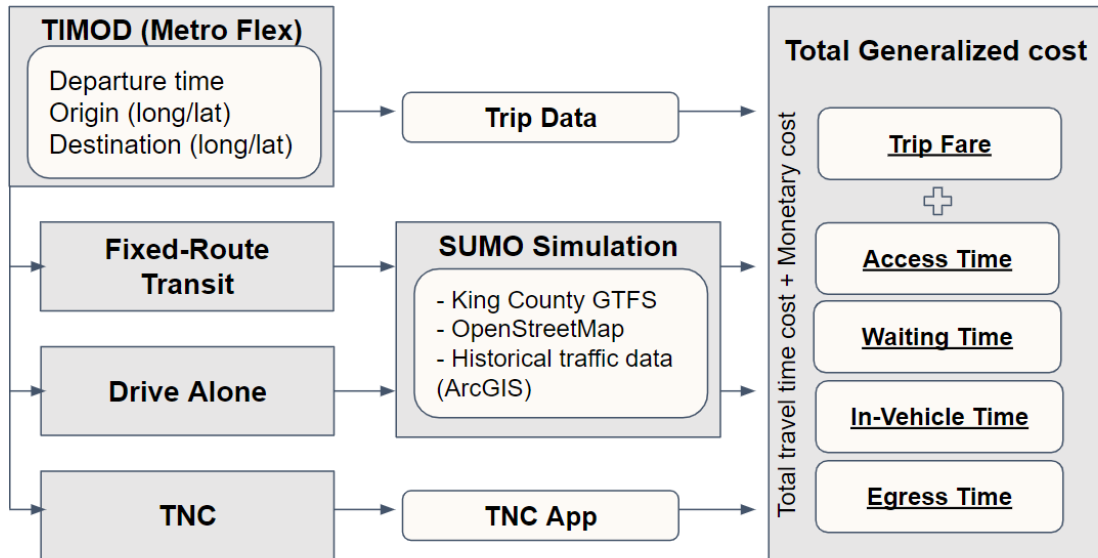 TIMOD (Metro Flex)
Departure time
Origin (long/lat)
Destination (long/lat)
Trip Data
Fixed-Route
Transit
SUMO Simulation
- King County GTFS
- OpenStreetMap
- Historical traffic data
(ArcGIS)
Drive Alone
TNC
TNC App
Total Generalized cost
Total travel time cost + Monetary cost
Trip Fare
Access Time
Waiting Time
In-Vehicle Time
Egress Time